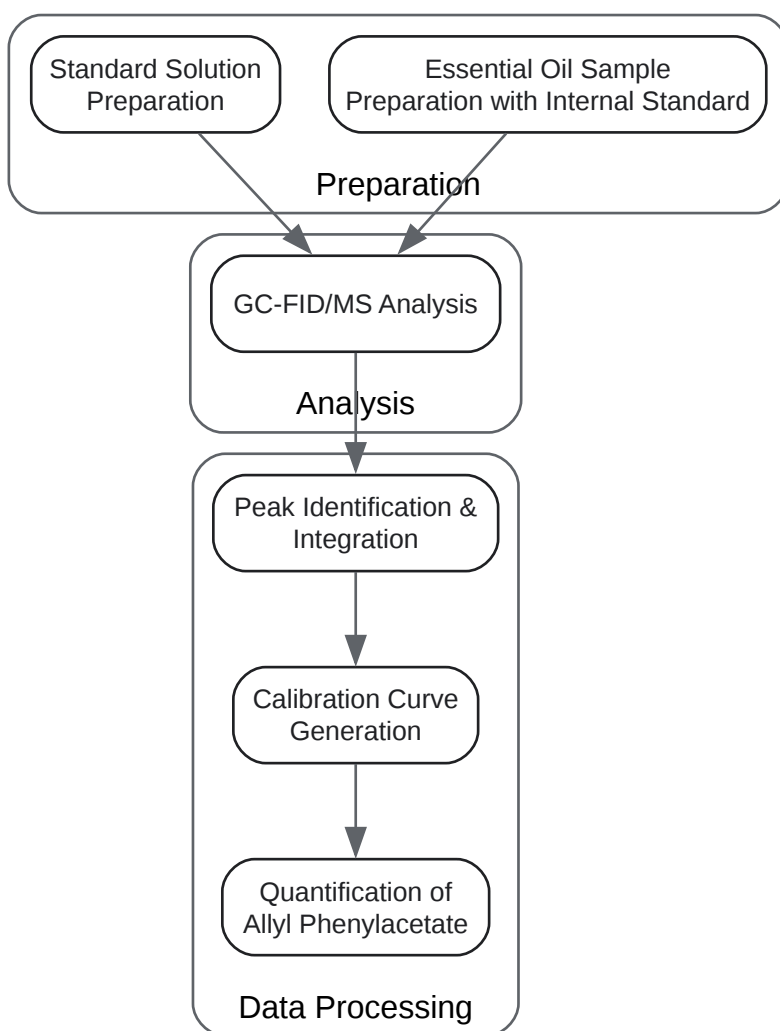 Standard Solution
Preparation
Essential Oil Sample
Preparation with Internal Standard
Preparation
GC-FID/MS Analysis
Analysis
Peak Identification &
Integration
Calibration Curve
Generation
Quantification of
Allyl Phenylacetate
Data Processing